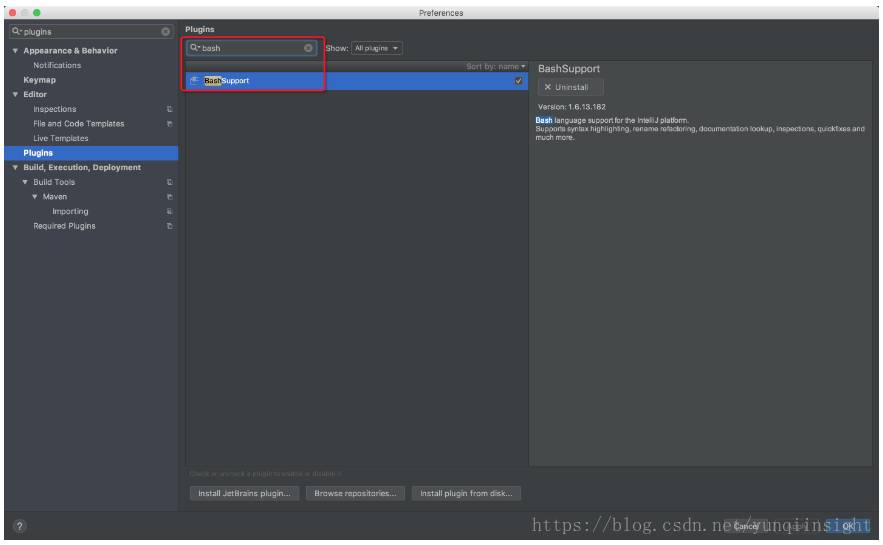 Preferences
plugins
Appearance & Behavior
Notifications
Keymap
Editor
Inspections
File and Code Templates
Live Templates
Plugins
Build, Execution, Deployment
Build Tools
Maven
Importing
Required Plugins
Plugins
bash
Show: All plugins
Sort by: name
BashSupport
Check or uncheck a plugin to enable or disable it
Install JetBrains plugin...
Browse repositories...
Install plugin from disk...
BashSupport
Uninstall
Version: 1.6.13.182
Bash language support for the IntelliJ platform.
Supports syntax highlighting, rename refactoring, documentation lookup, inspections, quickfixes and
much more.
?
Cancel
Apply
OK
https://blog.csdn.net/yunqiinsight